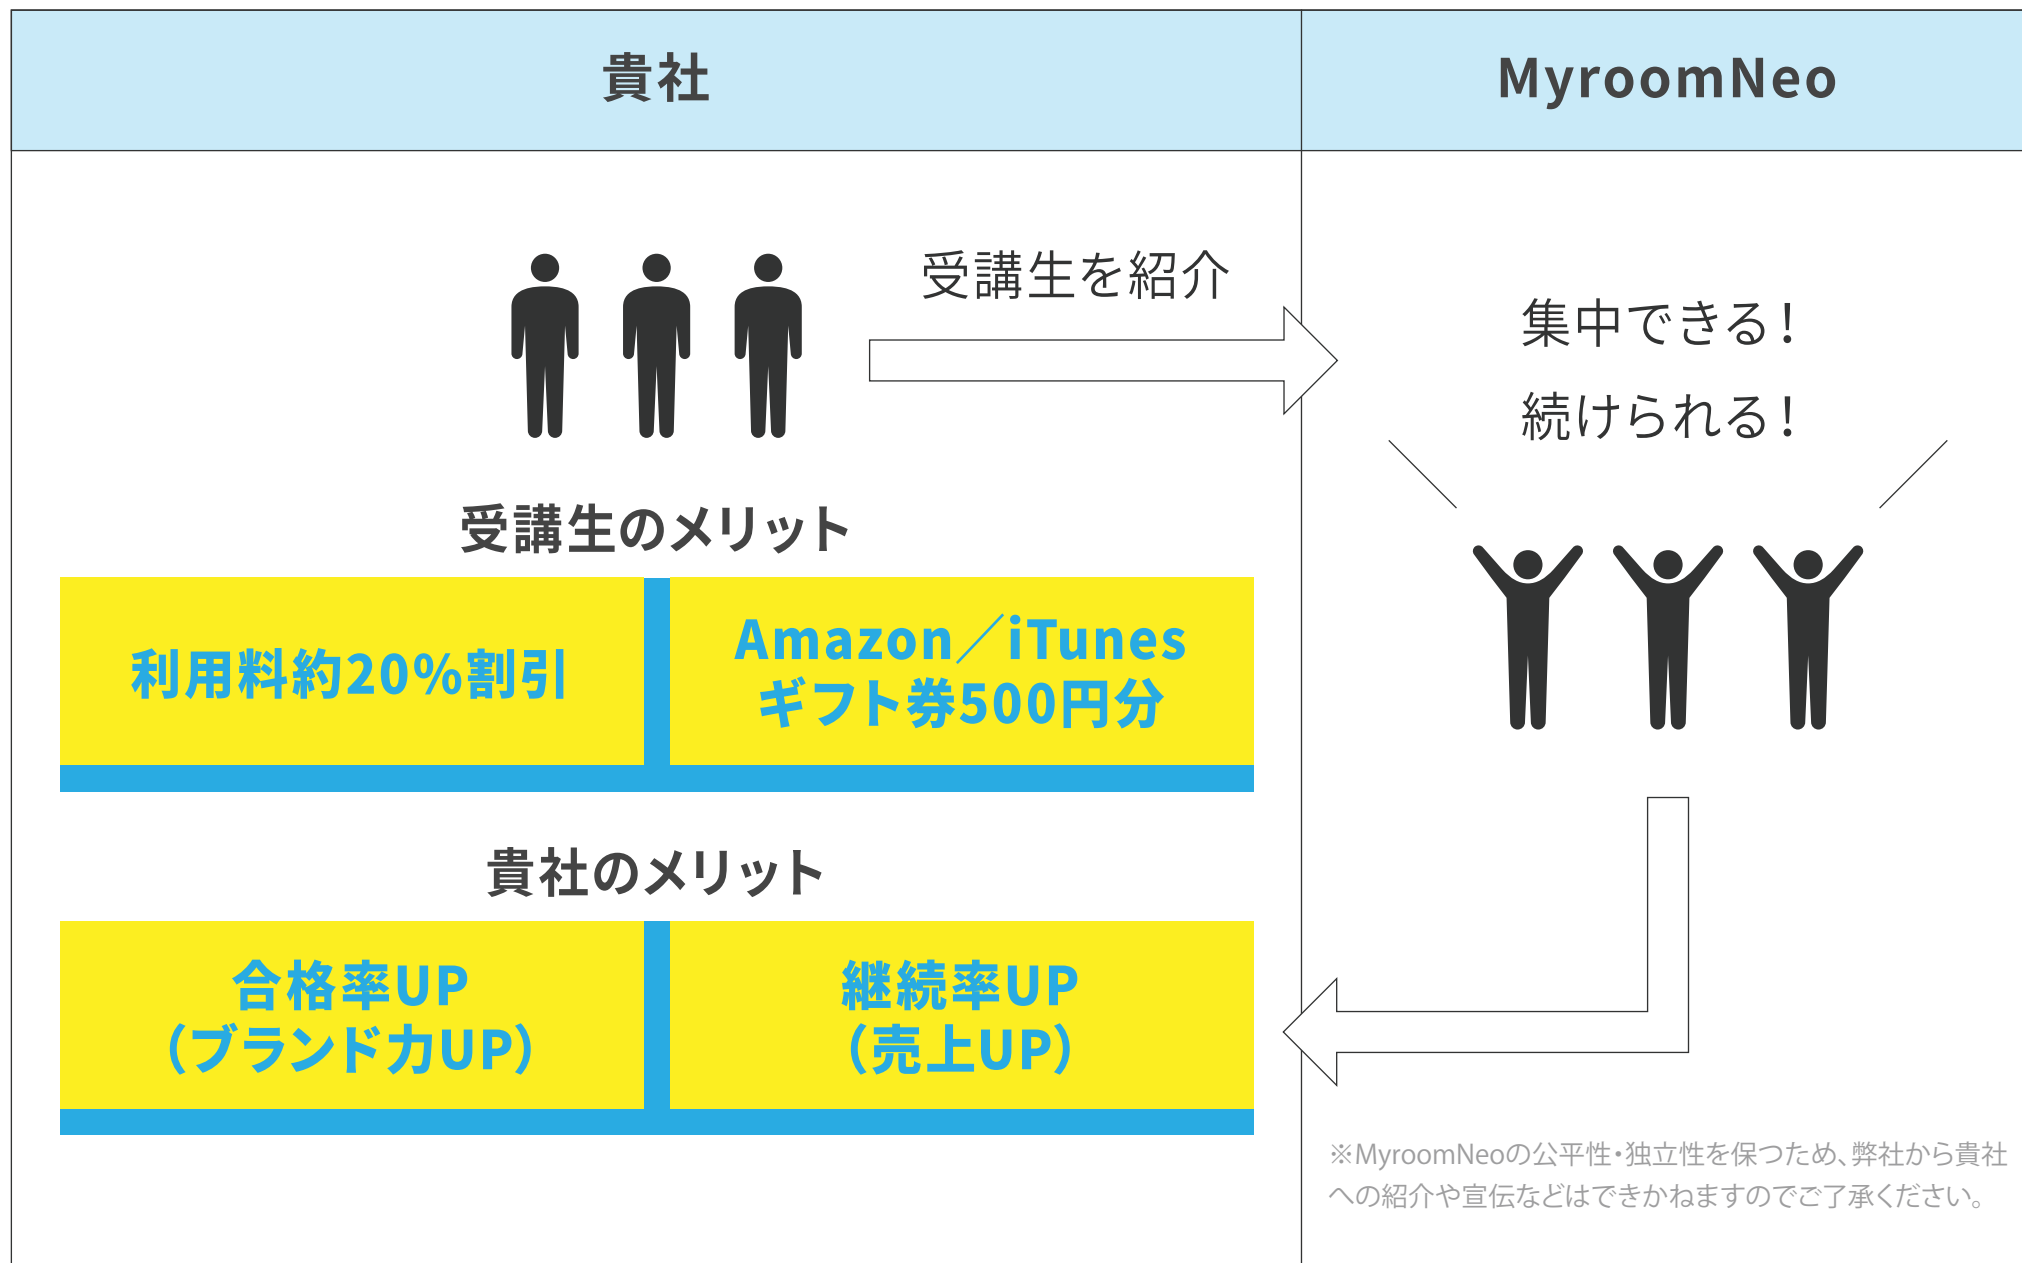 貴社
MyroomNeo
受講生を紹介
集中できる！
続けられる！
受講生のメリット
利用料約20%割引
Amazon／iTunes
ギフト券500円分
貴社のメリット
合格率UP
（ブランド力UP）
継続率UP
（売上UP）
※MyroomNeoの公平性・独立性を保つため、弊社から貴社
への紹介や宣伝などはできかねますのでご了承ください。